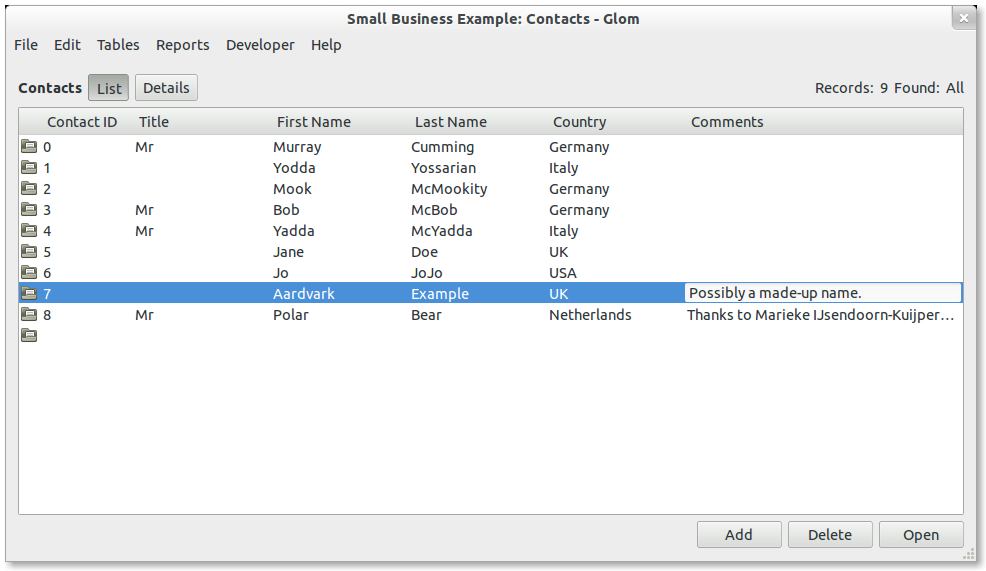 Small Business Example: Contacts - Glom
File Edit Tables Reports Developer Help
Contacts List Details Records: 9 Found: All
Contact ID Title First Name Last Name Country Comments
0 Mr Murray Cumming Germany
1 Yodda Yossarian Italy
2 Mook McMookity Germany
3 Mr Bob McBob Germany
4 Mr Yadda McYadda Italy
5 Jane Doe UK
6 Jo JoJo USA
7 Aardvark Example UK Possibly a made-up name.
8 Mr Polar Bear Netherlands Thanks to Marieke IJsendoorn-Kuijper…
Add Delete Open